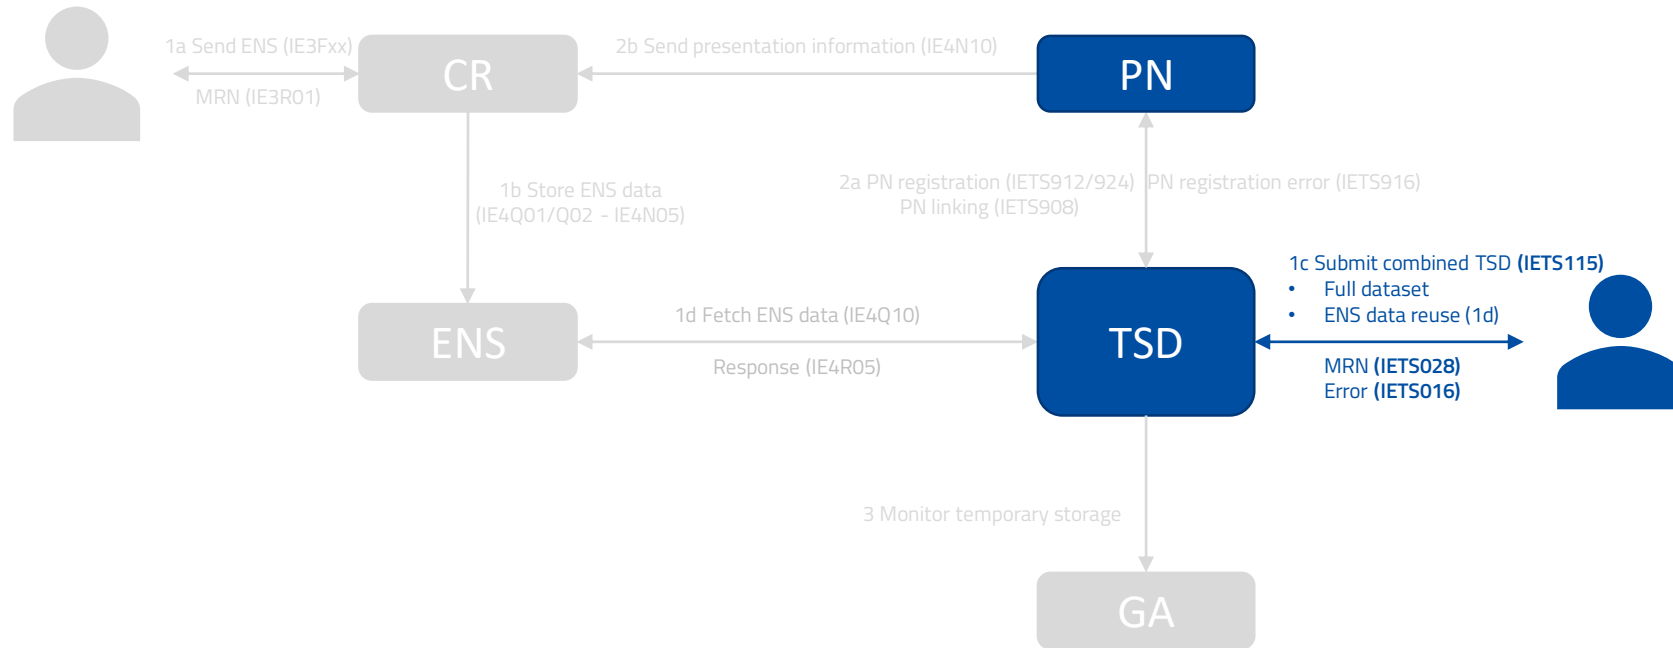 1a Send ENS (IE3Fxx)
MRN (IE3R01)
CR
2b Send presentation information (IE4N10)
PN
1b Store ENS data
(IE4Q01/Q02 - IE4N05)
2a PN registration (IETS912/924)
PN linking (IETS908)
PN registration error (IETS916)
ENS
1d Fetch ENS data (IE4Q10)
Response (IE4R05)
TSD
1c Submit combined TSD (IETS115)
• Full dataset
• ENS data reuse (1d)
MRN (IETS028)
Error (IETS016)
3 Monitor temporary storage
GA